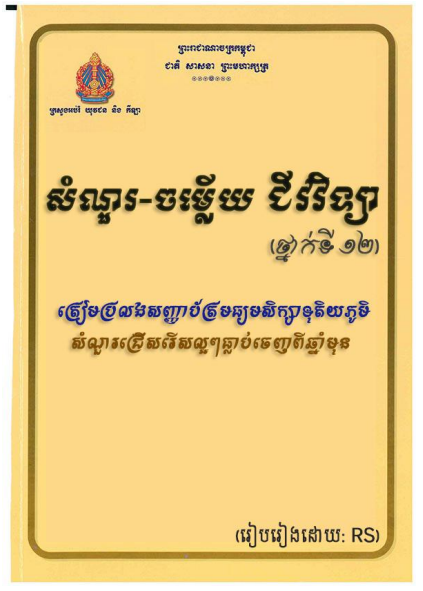 ព្រះរាជាណាចក្រកម្ពុជា
ជាតិ សាសនា ព្រះមហាក្សត្រ
ក្រសួងអប់រំ យុវជន និង កីឡា
សំណួរ-ចម្លើយ ជីវវិទ្យា
(ថ្នាក់ទី ១២)
ត្រៀមប្រលងសញ្ញាប័ត្រមធ្យមសិក្សាទុតិយភូមិ
សំណួរជ្រើសរើសល្អៗធ្លាប់ចេញពីឆ្នាំមុន
(រៀបរៀងដោយ: RS)